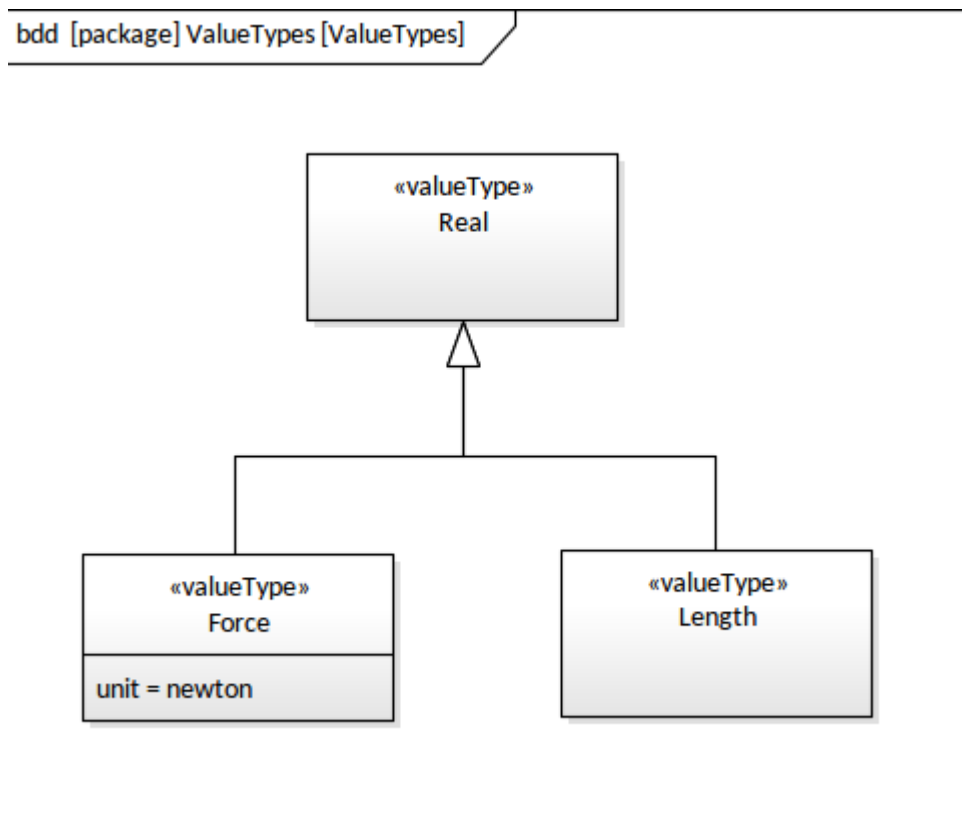 bdd [package] ValueTypes [ValueTypes]
«valueType»
Real
«valueType»
Force
unit = newton
«valueType»
Length